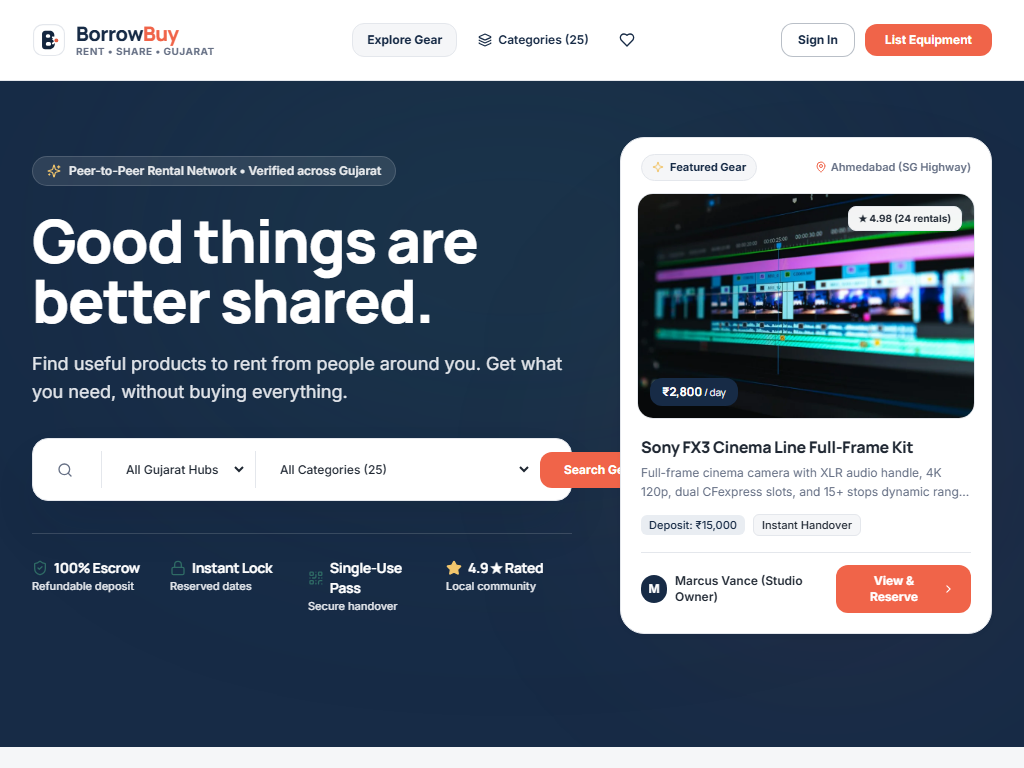 BorrowBuy
RENT • SHARE • GUJARAT
Explore Gear
Categories (25)
Sign In
List Equipment
Peer-to-Peer Rental Network • Verified across Gujarat
Good things are
better shared.
Find useful products to rent from people around you. Get what
you need, without buying everything.
All Gujarat Hubs
All Categories (25)
Search
100% Escrow
Refundable deposit
Instant Lock
Reserved dates
Single-Use
Pass
Secure handover
4.9 ★ Rated
Local community
Featured Gear
Ahmedabad (SG Highway)
★ 4.98 (24 rentals)
₹2,800 / day
Sony FX3 Cinema Line Full-Frame Kit
Full-frame cinema camera with XLR audio handle, 4K
120p, dual CFexpress slots, and 15+ stops dynamic rang...
Deposit: ₹15,000
Instant Handover
M
Marcus Vance (Studio
Owner)
View &
Reserve